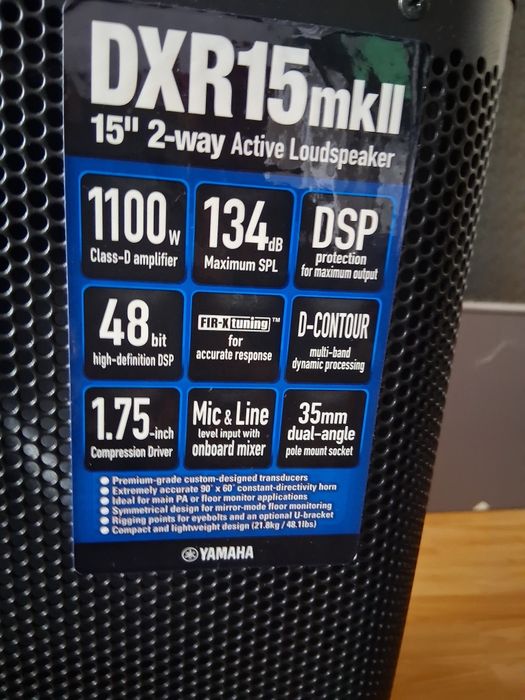 DXR15mkII
15" 2-way Active Loudspeaker
1100W
Class-D amplifier
134dB
Maximum SPL
DSP
protection
for maximum output
48bit
high-definition DSP
FIR-X tuning™
for
accurate response
D-CONTOUR
multi-band
dynamic processing
1.75-inch
Compression Driver
Mic & Line
level input with
onboard mixer
35mm
dual-angle
pole mount socket
● Premium-grade custom-designed transducers
● Extremely accurate 90° x 60° constant-directivity horn
● Ideal for main PA or floor monitor applications
● Symmetrical design for mirror-mode floor monitoring
● Rigging points for eyebolts and an optional U-bracket
● Compact and lightweight design (21.8kg / 48.1lbs)
YAMAHA